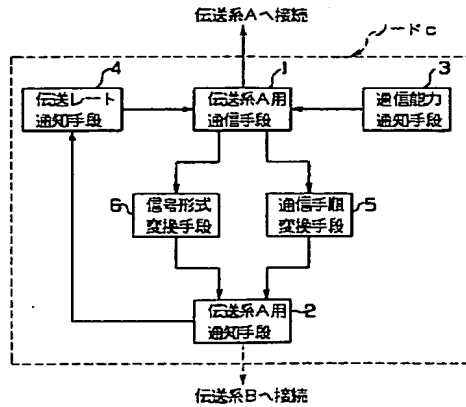 伝送系Aへ接続
ノードc
4
1
3
伝送レート
通知手段
伝送系A用
通信手段
通信能力
通知手段
6
信号形式
変換手段
通信手順
変換手段
5
伝送系A用
通知手段
2
伝送系Bへ接続